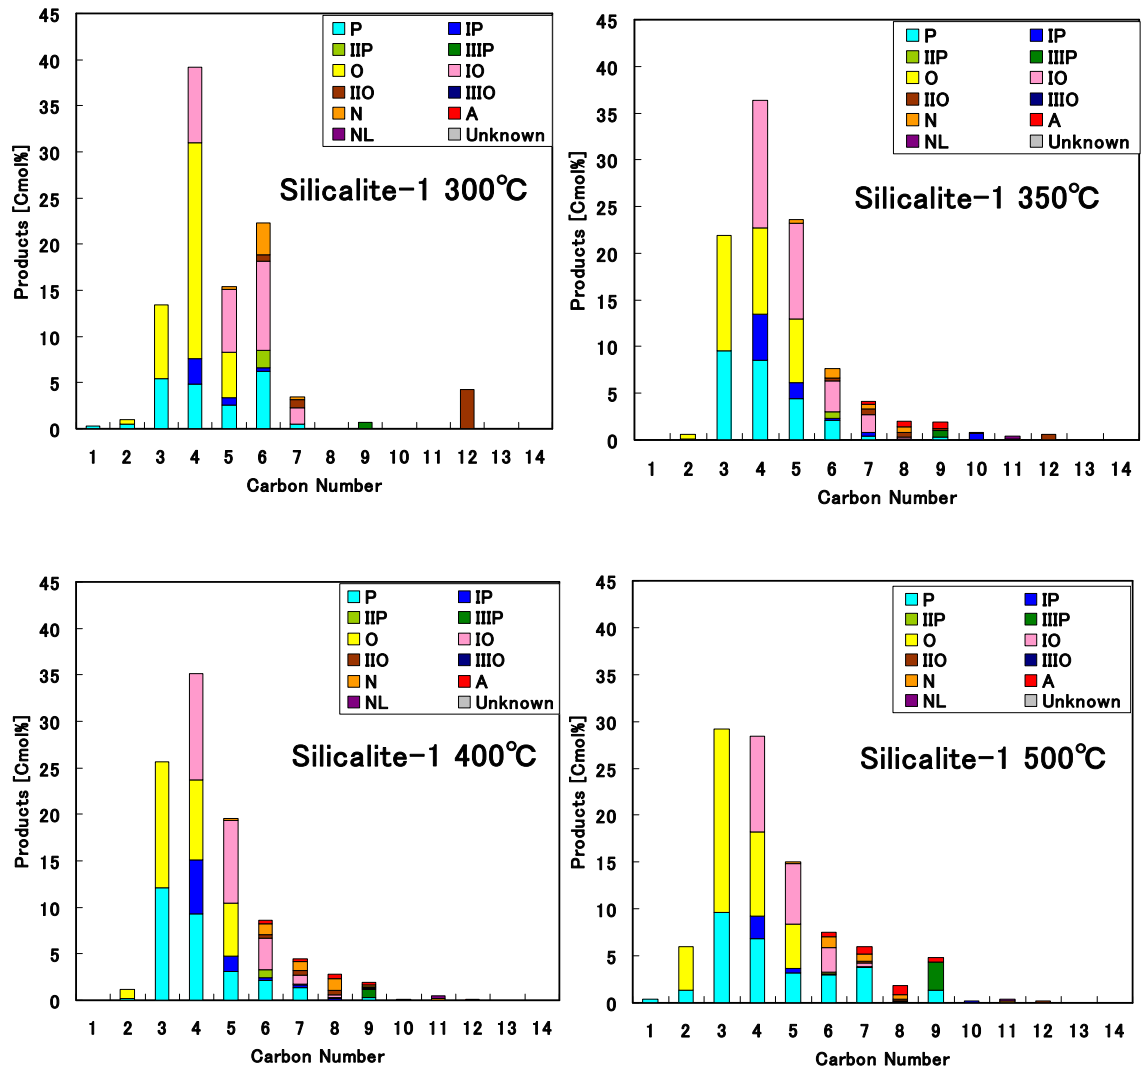 45
40
35
30
25
20
15
10
5
0
Products [Cmol%]
P IP
IIP IIIP
O IO
IIO IIIO
N A
NL Unknown
Silicalite-1 300℃
1 2 3 4 5 6 7 8 9 10 11 12 13 14
Carbon Number
45
40
35
30
25
20
15
10
5
0
Products [Cmol%]
P IP
IIP IIIP
O IO
IIO IIIO
N A
NL Unknown
Silicalite-1 350℃
1 2 3 4 5 6 7 8 9 10 11 12 13 14
Carbon Number
45
40
35
30
25
20
15
10
5
0
Products [Cmol%]
P IP
IIP IIIP
O IO
IIO IIIO
N A
NL Unknown
Silicalite-1 400℃
1 2 3 4 5 6 7 8 9 10 11 12 13 14
Carbon Number
45
40
35
30
25
20
15
10
5
0
Products [Cmol%]
P IP
IIP IIIP
O IO
IIO IIIO
N A
NL Unknown
Silicalite-1 500℃
1 2 3 4 5 6 7 8 9 10 11 12 13 14
Carbon Number